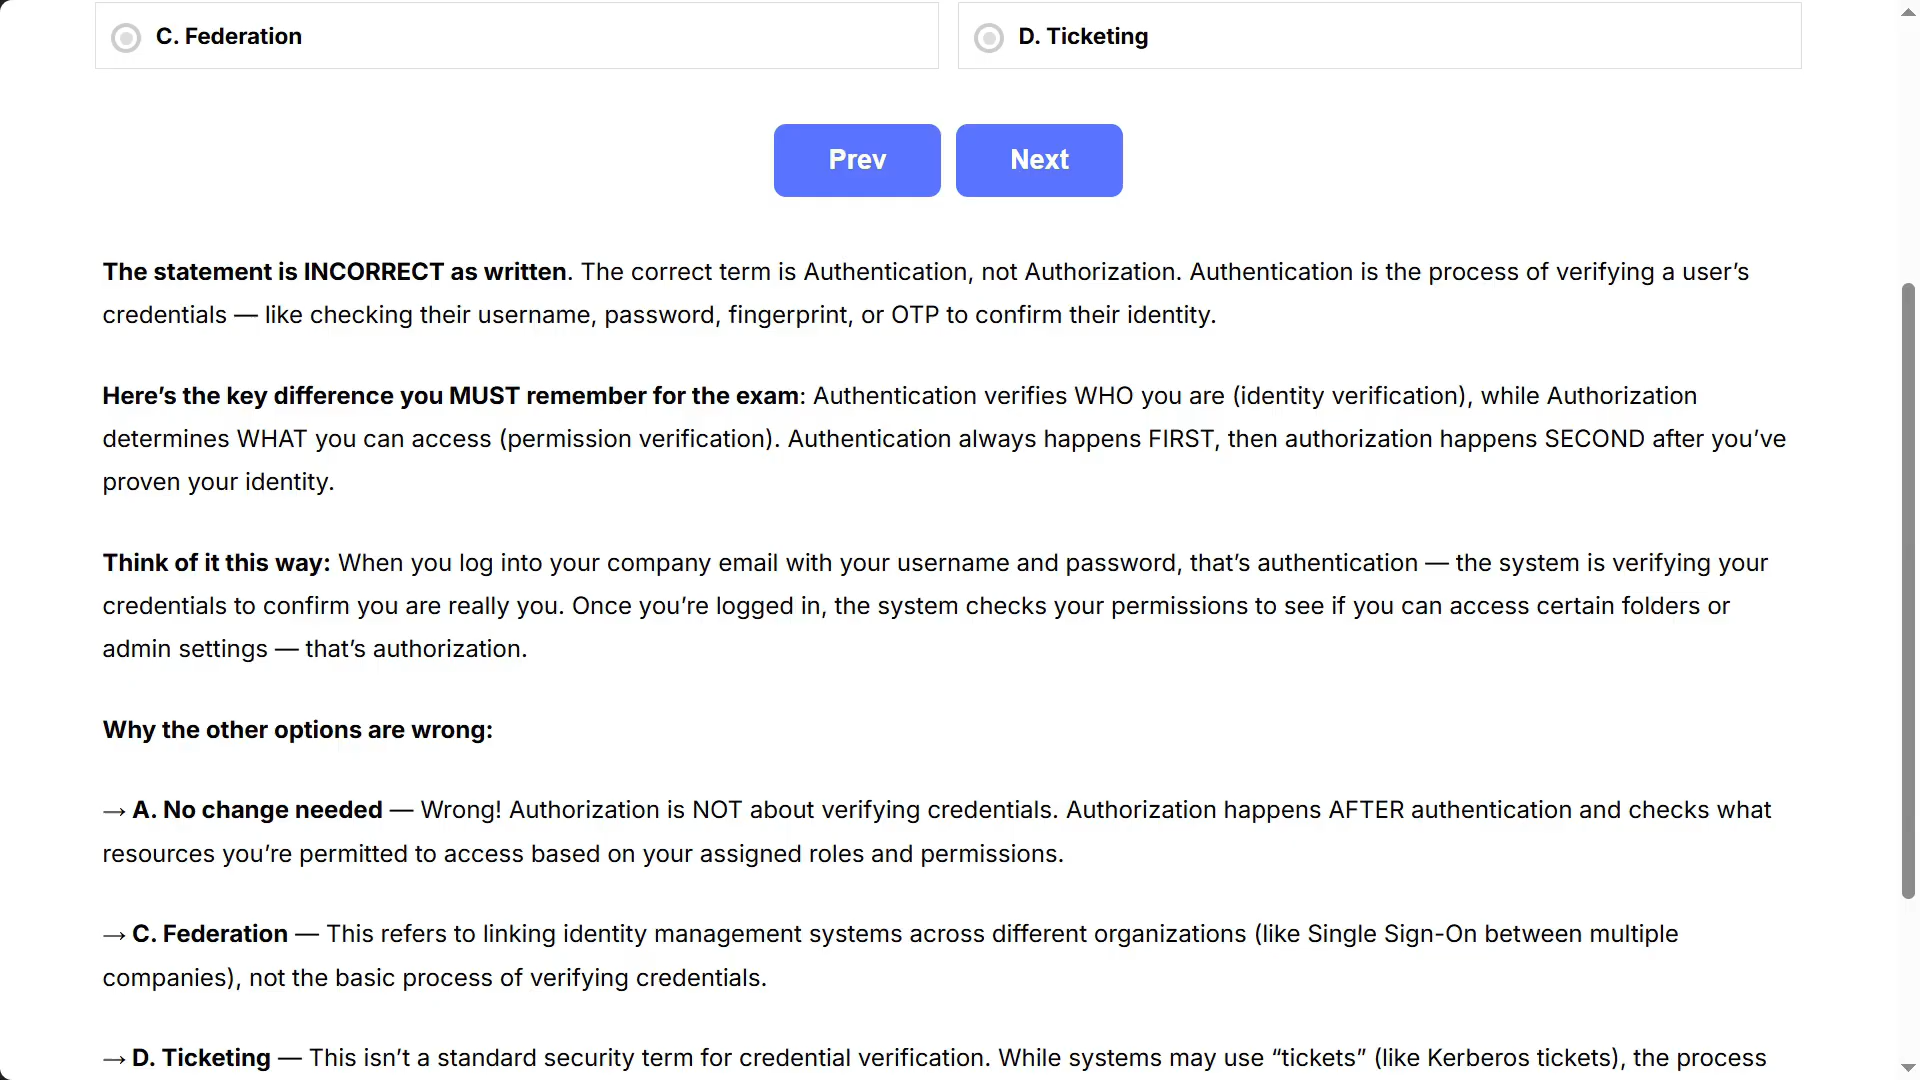 C. Federation
D. Ticketing
Prev
Next
The statement is INCORRECT as written. The correct term is Authentication, not Authorization. Authentication is the process of verifying a user’s
credentials — like checking their username, password, fingerprint, or OTP to confirm their identity.
Here’s the key difference you MUST remember for the exam: Authentication verifies WHO you are (identity verification), while Authorization
determines WHAT you can access (permission verification). Authentication always happens FIRST, then authorization happens SECOND after you’ve
proven your identity.
Think of it this way: When you log into your company email with your username and password, that’s authentication — the system is verifying your
credentials to confirm you are really you. Once you’re logged in, the system checks your permissions to see if you can access certain folders or
admin settings — that’s authorization.
Why the other options are wrong:
→ A. No change needed — Wrong! Authorization is NOT about verifying credentials. Authorization happens AFTER authentication and checks what
resources you’re permitted to access based on your assigned roles and permissions.
→ C. Federation — This refers to linking identity management systems across different organizations (like Single Sign-On between multiple
companies), not the basic process of verifying credentials.
→ D. Ticketing — This isn’t a standard security term for credential verification. While systems may use “tickets” (like Kerberos tickets), the process